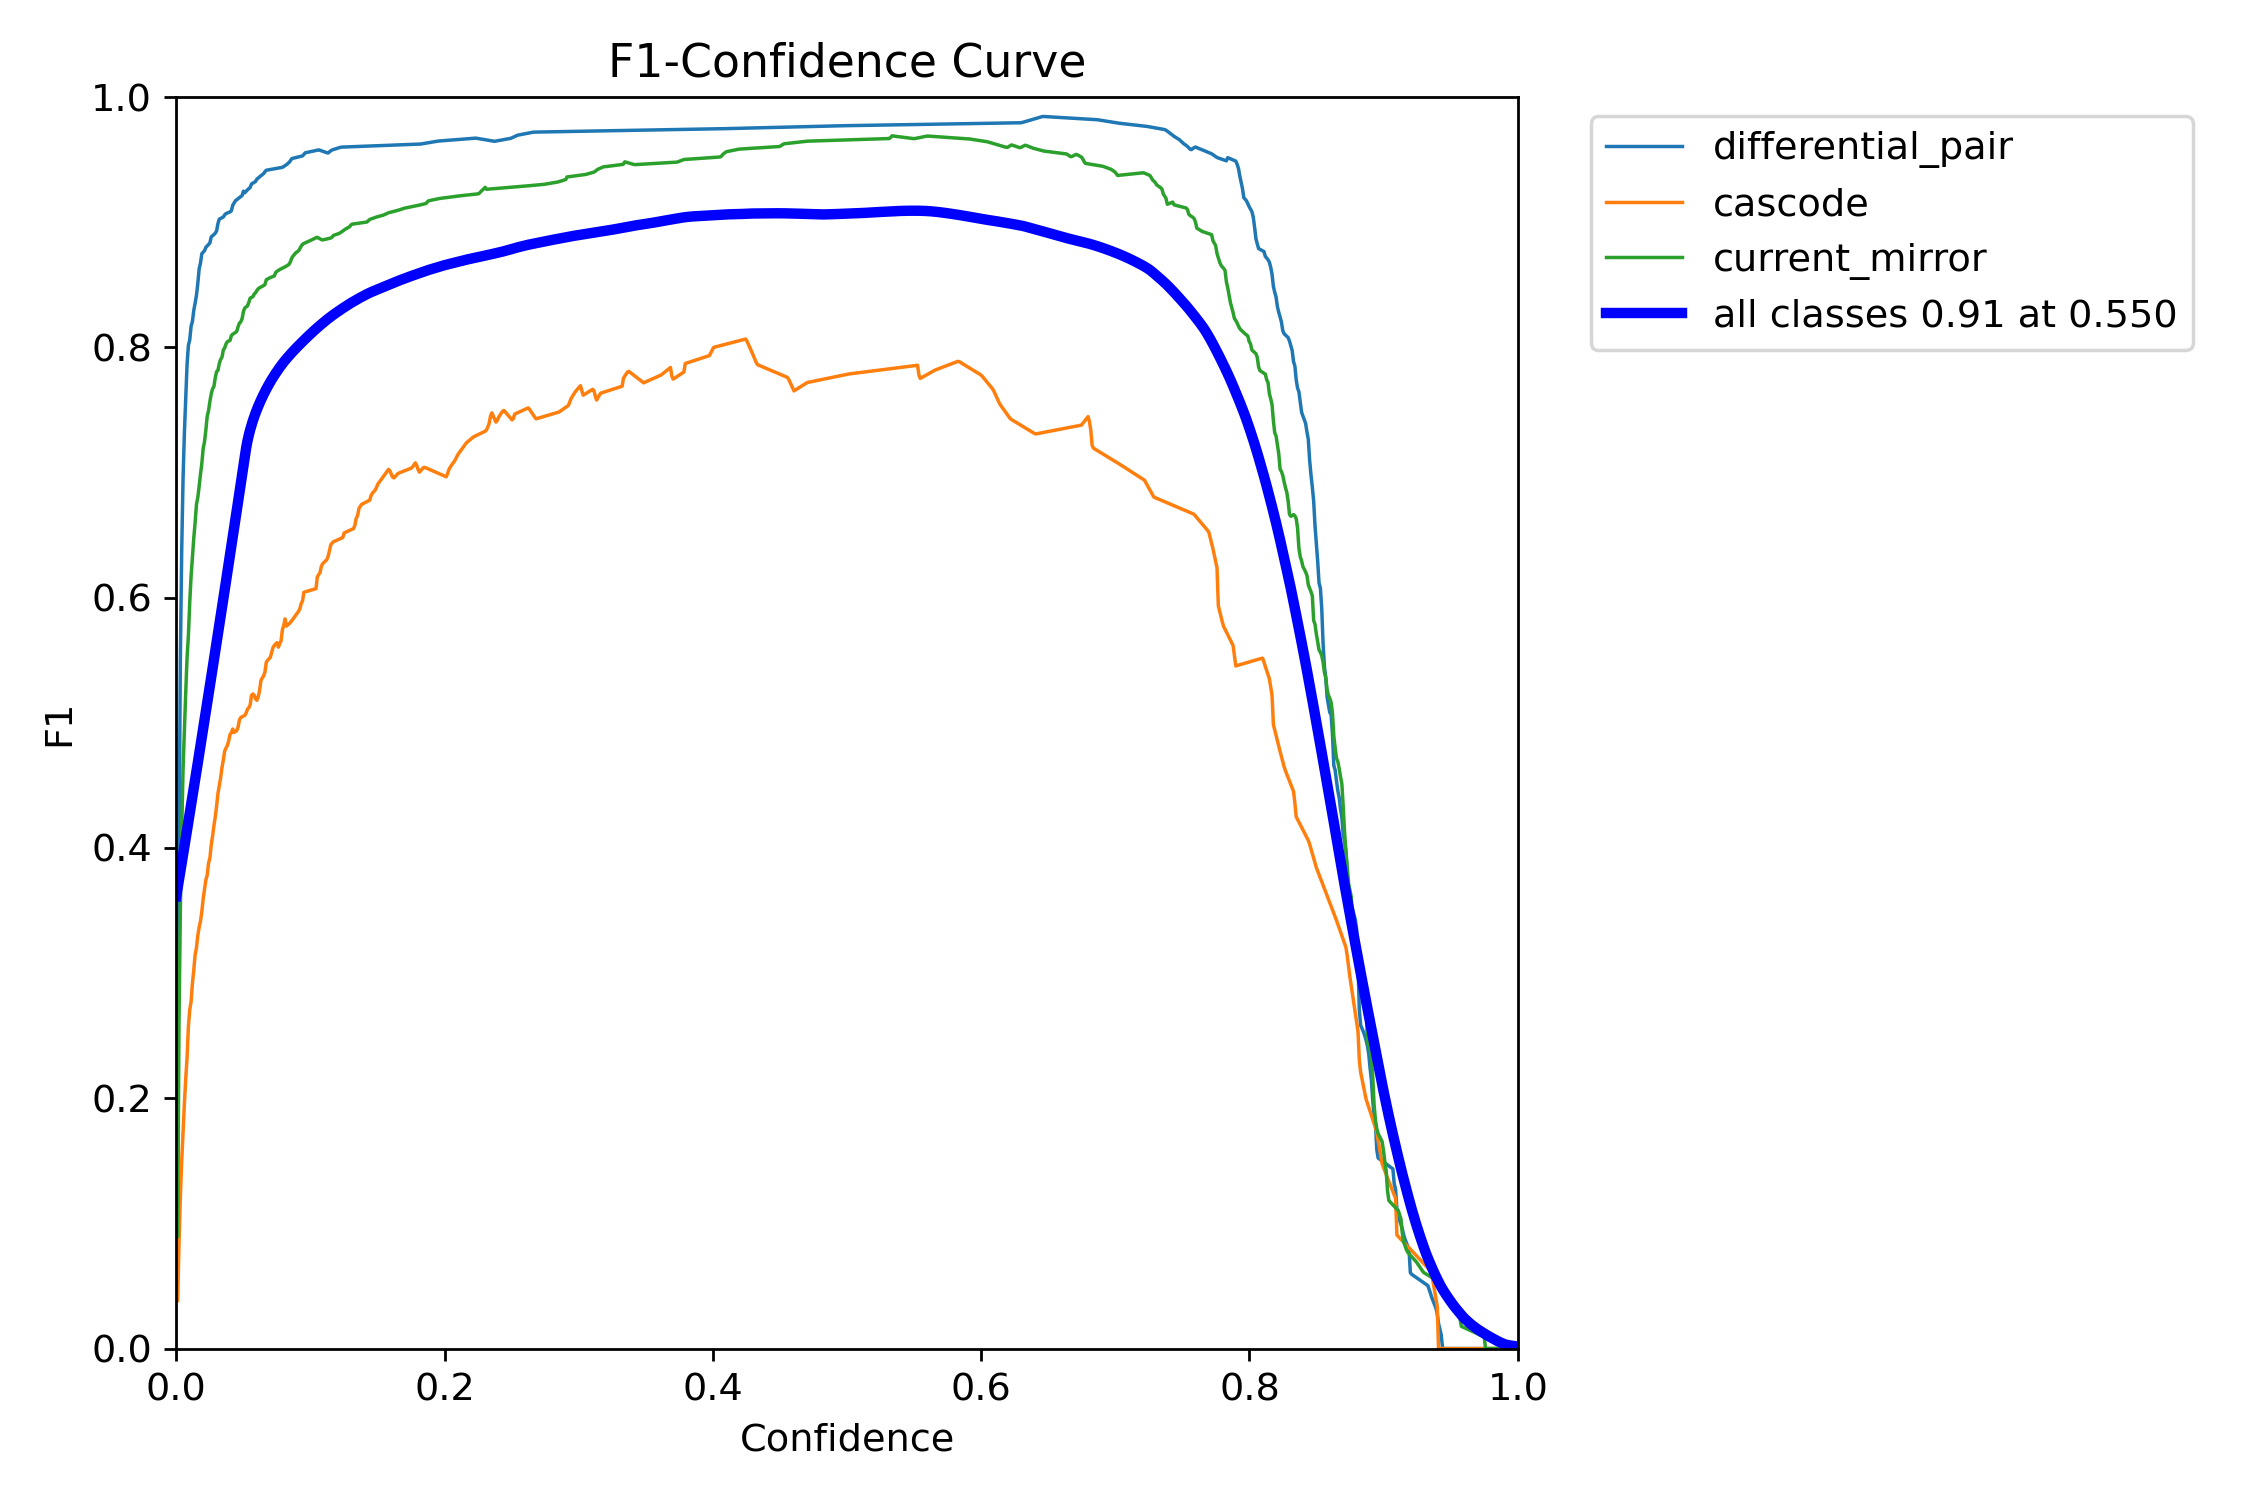 F1-Confidence Curve
1.0
0.8
0.6
0.4
0.2
0.0
F1
0.0 0.2 0.4 0.6 0.8 1.0
Confidence
differential_pair
cascode
current_mirror
all classes 0.91 at 0.550